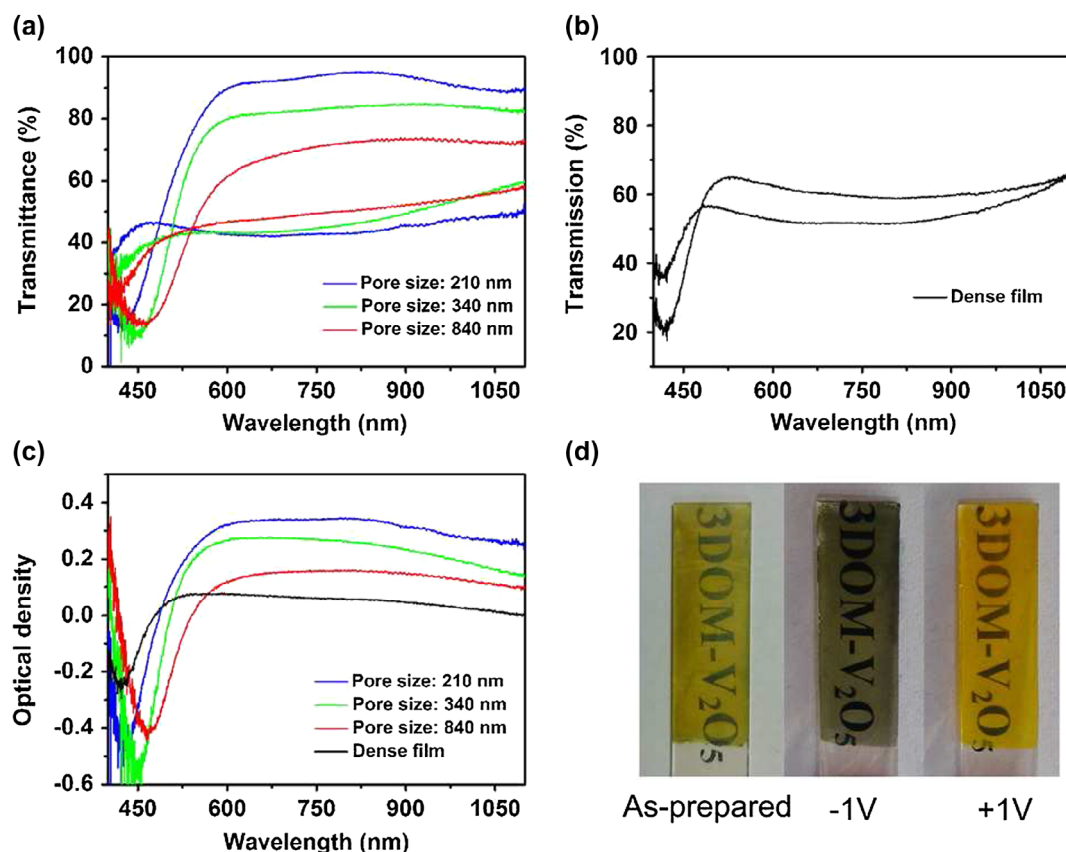 (a)
100
80
60
40
20
0
Transmittance (%)
Pore size: 210 nm
Pore size: 340 nm
Pore size: 840 nm
450 600 750 900 1050
Wavelength (nm)
(b)
100
80
60
40
20
Transmission (%)
Dense film
450 600 750 900 1050
Wavelength (nm)
(c)
0.4
0.2
0.0
-0.2
-0.4
-0.6
Optical density
Pore size: 210 nm
Pore size: 340 nm
Pore size: 840 nm
Dense film
450 600 750 900 1050
Wavelength (nm)
(d)
3DOM-V₂O₅
3DOM-V₂O₅
3DOM-V₂O₅
As-prepared -1V +1V